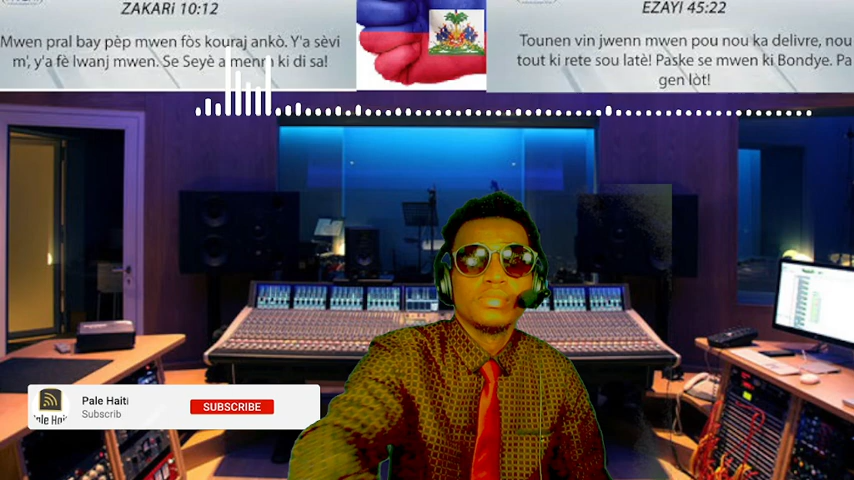 ZAKARi 10:12
Mwen pral bay pèp mwen fòs kouraj ankò. Y'a sèvi
m', y'a fè lwanj mwen. Se Seyè a menm ki di sa!
EZAYI 45:22
Tounen vin jwenn mwen pou nou ka delivre, nou
tout ki rete sou latè! Paske se mwen ki Bondye. Pa
gen lòt!
Pale Haiti
Subscrib
SUBSCRIBE